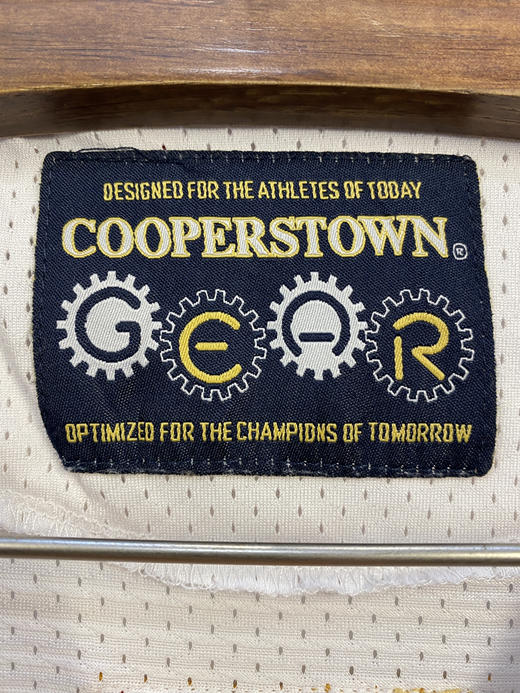 DESIGNED FOR THE ATHLETES OF TODAY
COOPERSTOWN®
GEAR
OPTIMIZED FOR THE CHAMPIONS OF TOMORROW